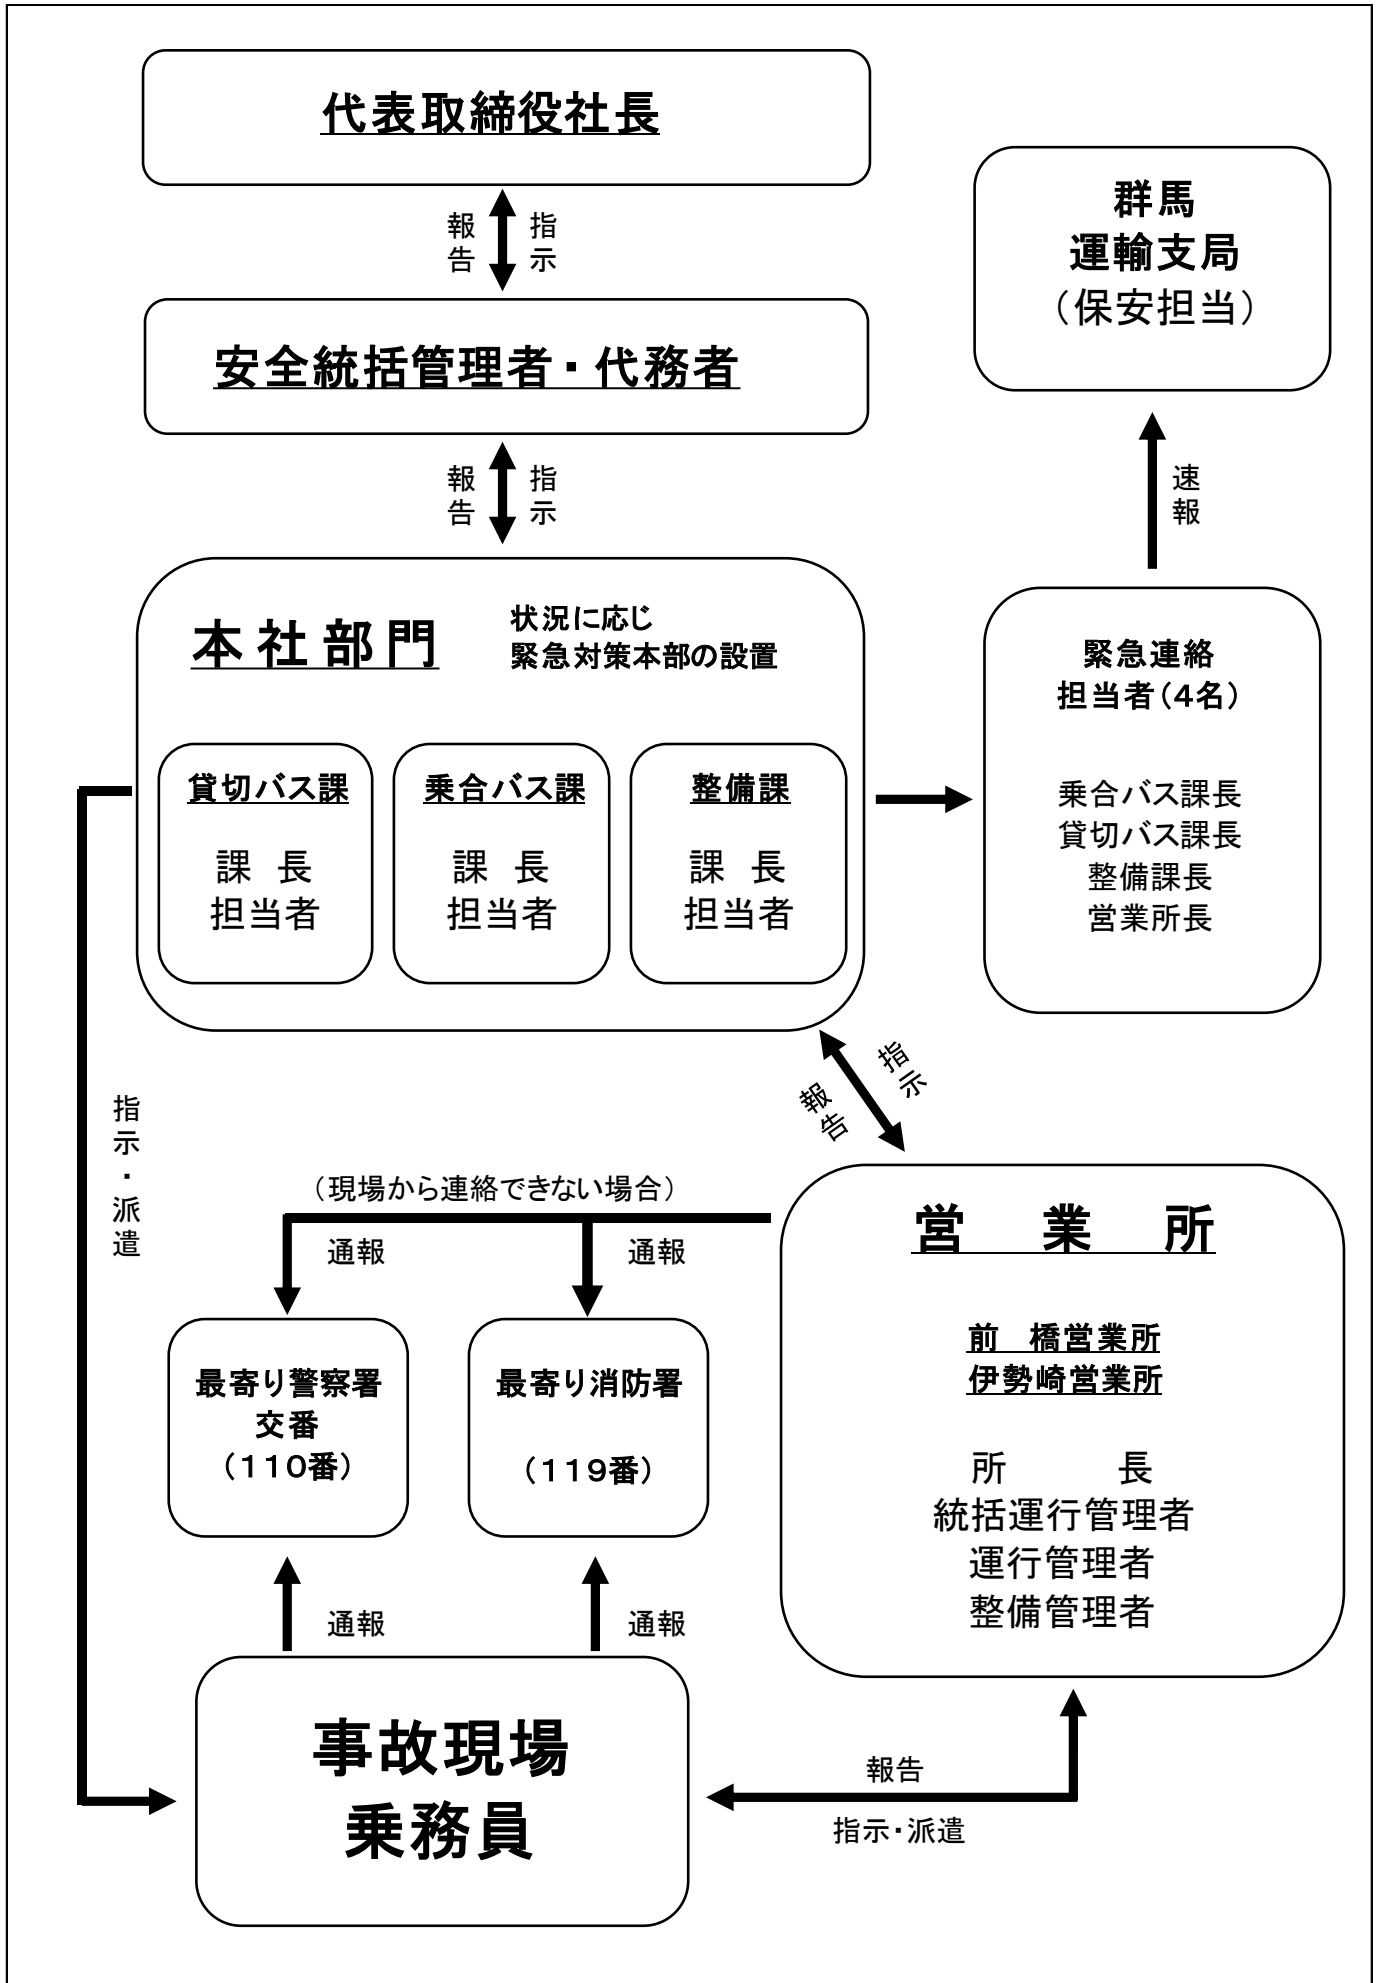 代表取締役社長
報告
指示
群馬
運輸支局
（保安担当）
安全統括管理者・代務者
報告
指示
速報
本社部門
状況に応じ
緊急対策本部の設置
貸切バス課
課　長
担当者
乗合バス課
課　長
担当者
整備課
課　長
担当者
緊急連絡
担当者（４名）
乗合バス課長
貸切バス課長
整備課長
営業所長
指示
報告
指示・派遣
（現場から連絡できない場合）
通報
通報
営　業　所
前　橋営業所
伊勢崎営業所
所　　　長
統括運行管理者
運行管理者
整備管理者
最寄り警察署
交番
（１１０番）
最寄り消防署
（１１９番）
通報
通報
事故現場
乗務員
報告
指示・派遣